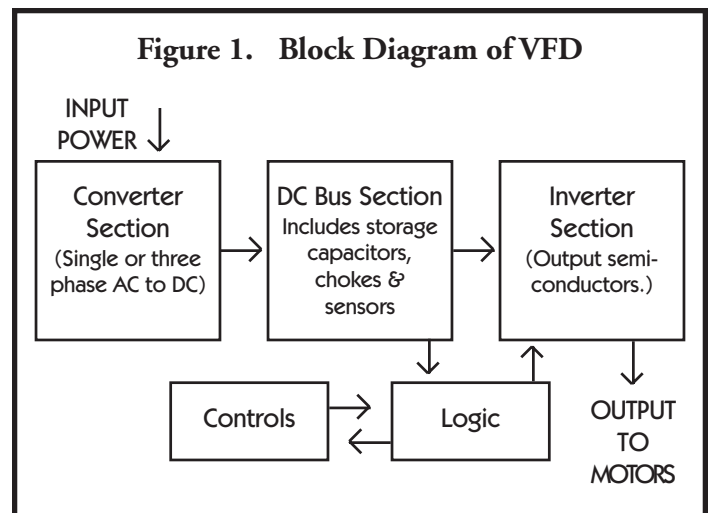 Figure 1. Block Diagram of VFD
INPUT
POWER
Converter
Section
(Single or three
phase AC to DC)
DC Bus Section
Includes storage
capacitors,
chokes &
sensors
Inverter
Section
(Output semi-
conductors.)
Controls
Logic
OUTPUT
TO
MOTORS